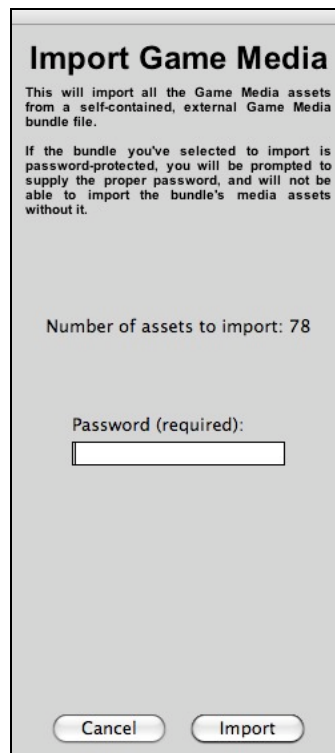 Import Game Media
This will import all the Game Media assets
from a self-contained, external Game Media
bundle file.
If the bundle you've selected to import is
password-protected, you will be prompted to
supply the proper password, and will not be
able to import the bundle's media assets
without it.
Number of assets to import: 78
Password (required):
Cancel Import